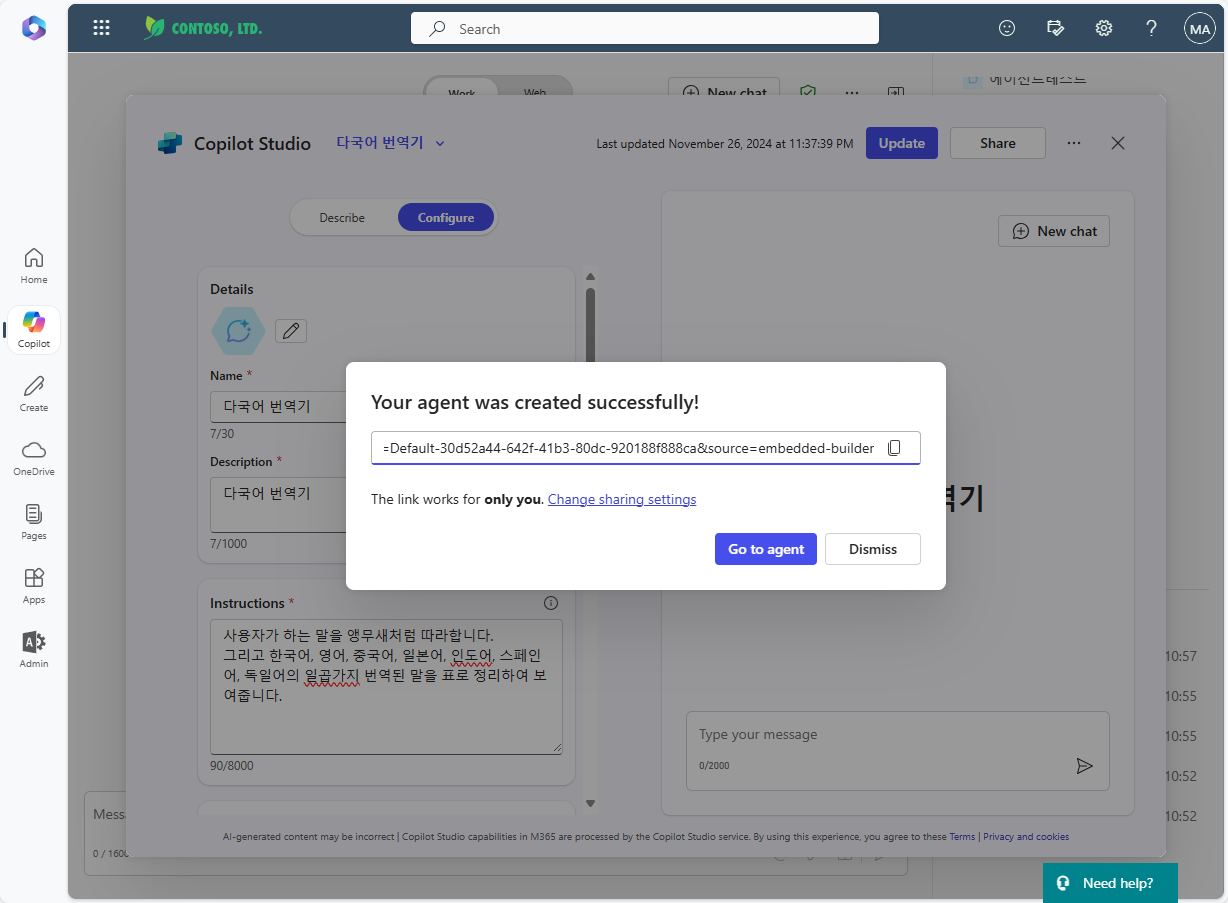 CONTOSO, LTD.
Search
MA
Home
Copilot
Create
OneDrive
Pages
Apps
Admin
Work
Web
New chat
에이전트테스트
Copilot Studio
다국어 번역기
Last updated November 26, 2024 at 11:37:39 PM
Update
Share
Describe
Configure
New chat
Details
Name *
다국어 번역기
7/30
Description *
다국어 번역기
7/1000
Your agent was created successfully!
=Default-30d52a44-642f-41b3-80dc-920188f888ca&source=embedded-builder
The link works for only you. Change sharing settings
Go to agent
Dismiss
Instructions *
사용자가 하는 말을 앵무새처럼 따라합니다.
그리고 한국어, 영어, 중국어, 일본어, 인도어, 스페인
어, 독일어의 일곱가지 번역된 말을 표로 정리하여 보
여줍니다.
90/8000
Type your message
0/2000
10:57
10:55
10:55
10:52
10:52
AI-generated content may be incorrect | Copilot Studio capabilities in M365 are processed by the Copilot Studio service. By using this experience, you agree to these Terms | Privacy and cookies
Need help?